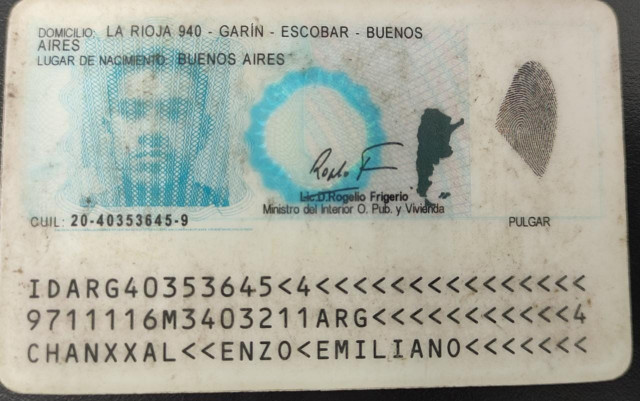 DOMICILIO: LA RIOJA 940 - GARÍN - ESCOBAR - BUENOS
AIRES
LUGAR DE NACIMIENTO: BUENOS AIRES
Lic.D.Rogelio Frigerio
Ministro del Interior O. Pub. y Vivienda
CUIL: 20-40353645-9
PULGAR
IDARG40353645<4<<<<<<<<<<<<<<<
9711116M3403211ARG<<<<<<<<<<<4
CHANXXAL<<ENZO<EMILIANO<<<<<<<